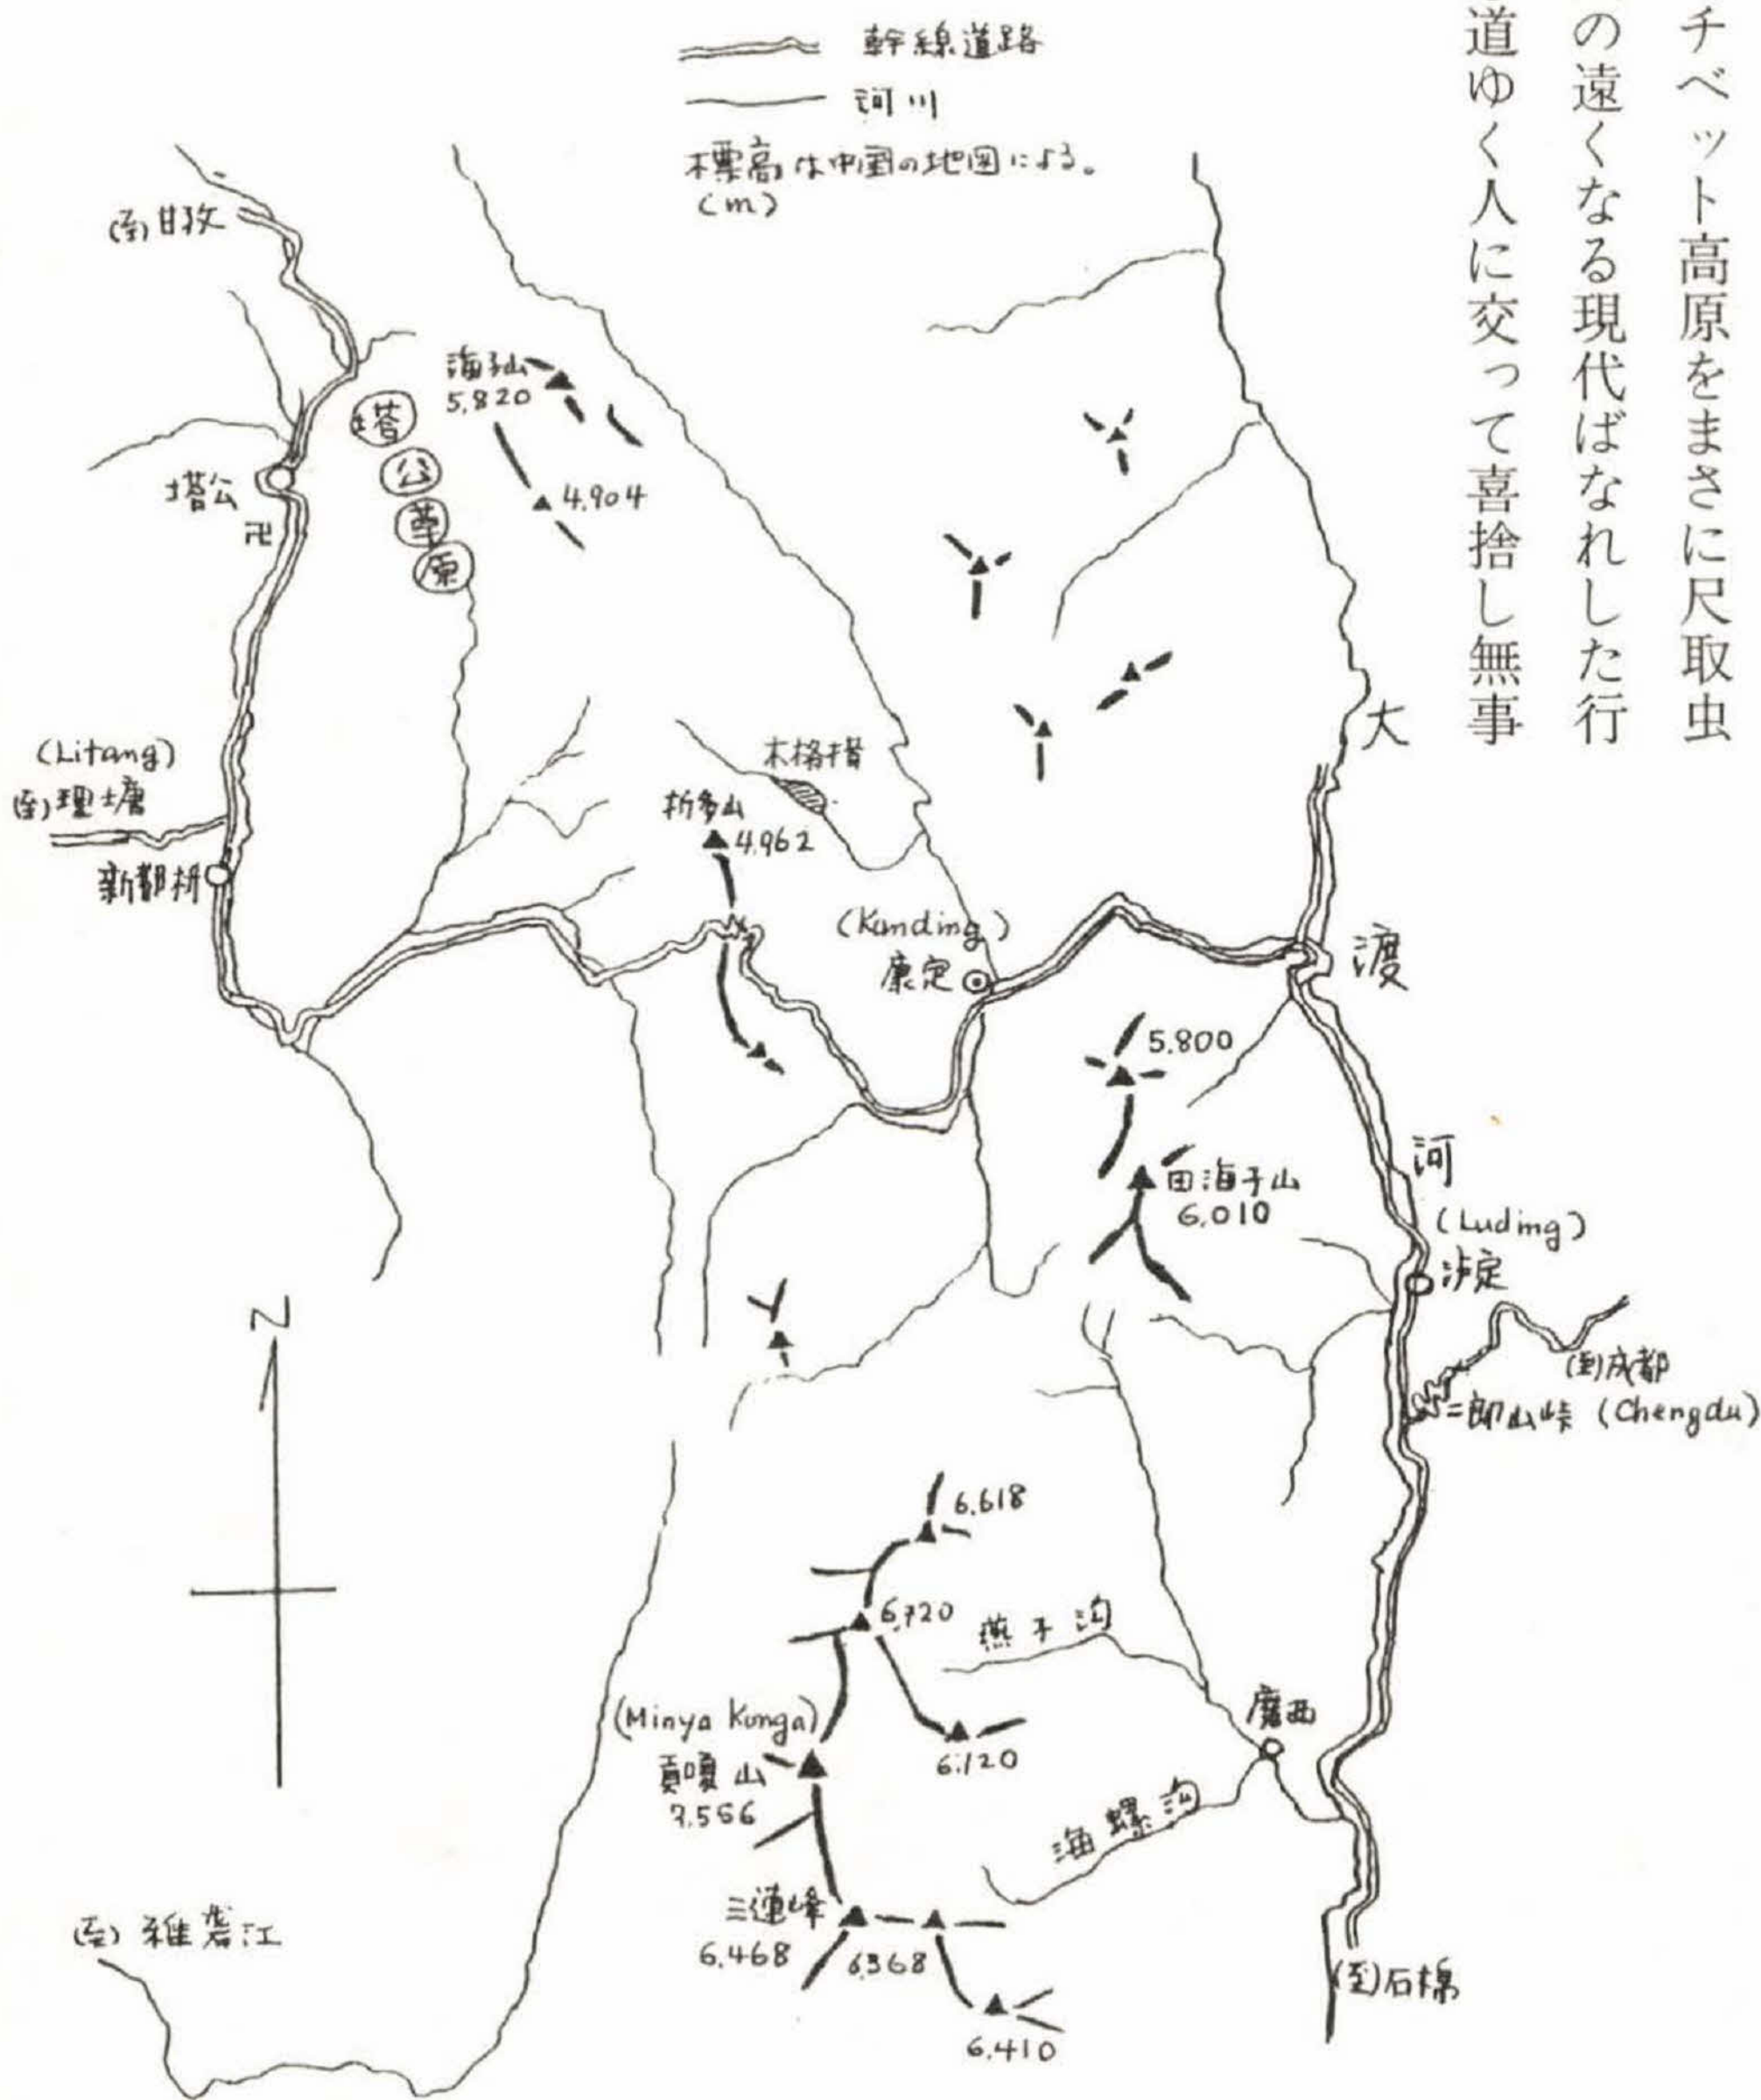 チベット高原をまさに尺取虫
の遠くなる現代ばなれした行
道ゆく人に交って喜捨し無事
幹線道路
河川
標高は中国の地図による。
(m)
(至)甘孜
海子山
5,820
4,904
塔公草原
塔公
卍
(Litang)
(至)理塘
新都桥
木格措
折多山
4,962
(Kanding)
康定
大渡河
5,800
田海子山
6,010
(Luding)
泸定
(至)成都
二郎山峠 (Chengdu)
N
6,618
6,720
燕子沟
(Minya Konga)
貢嘎山
7,556
6,120
磨西
海螺沟
三連峰
6,468
6,368
6,410
(至)雅砻江
(至)石棉